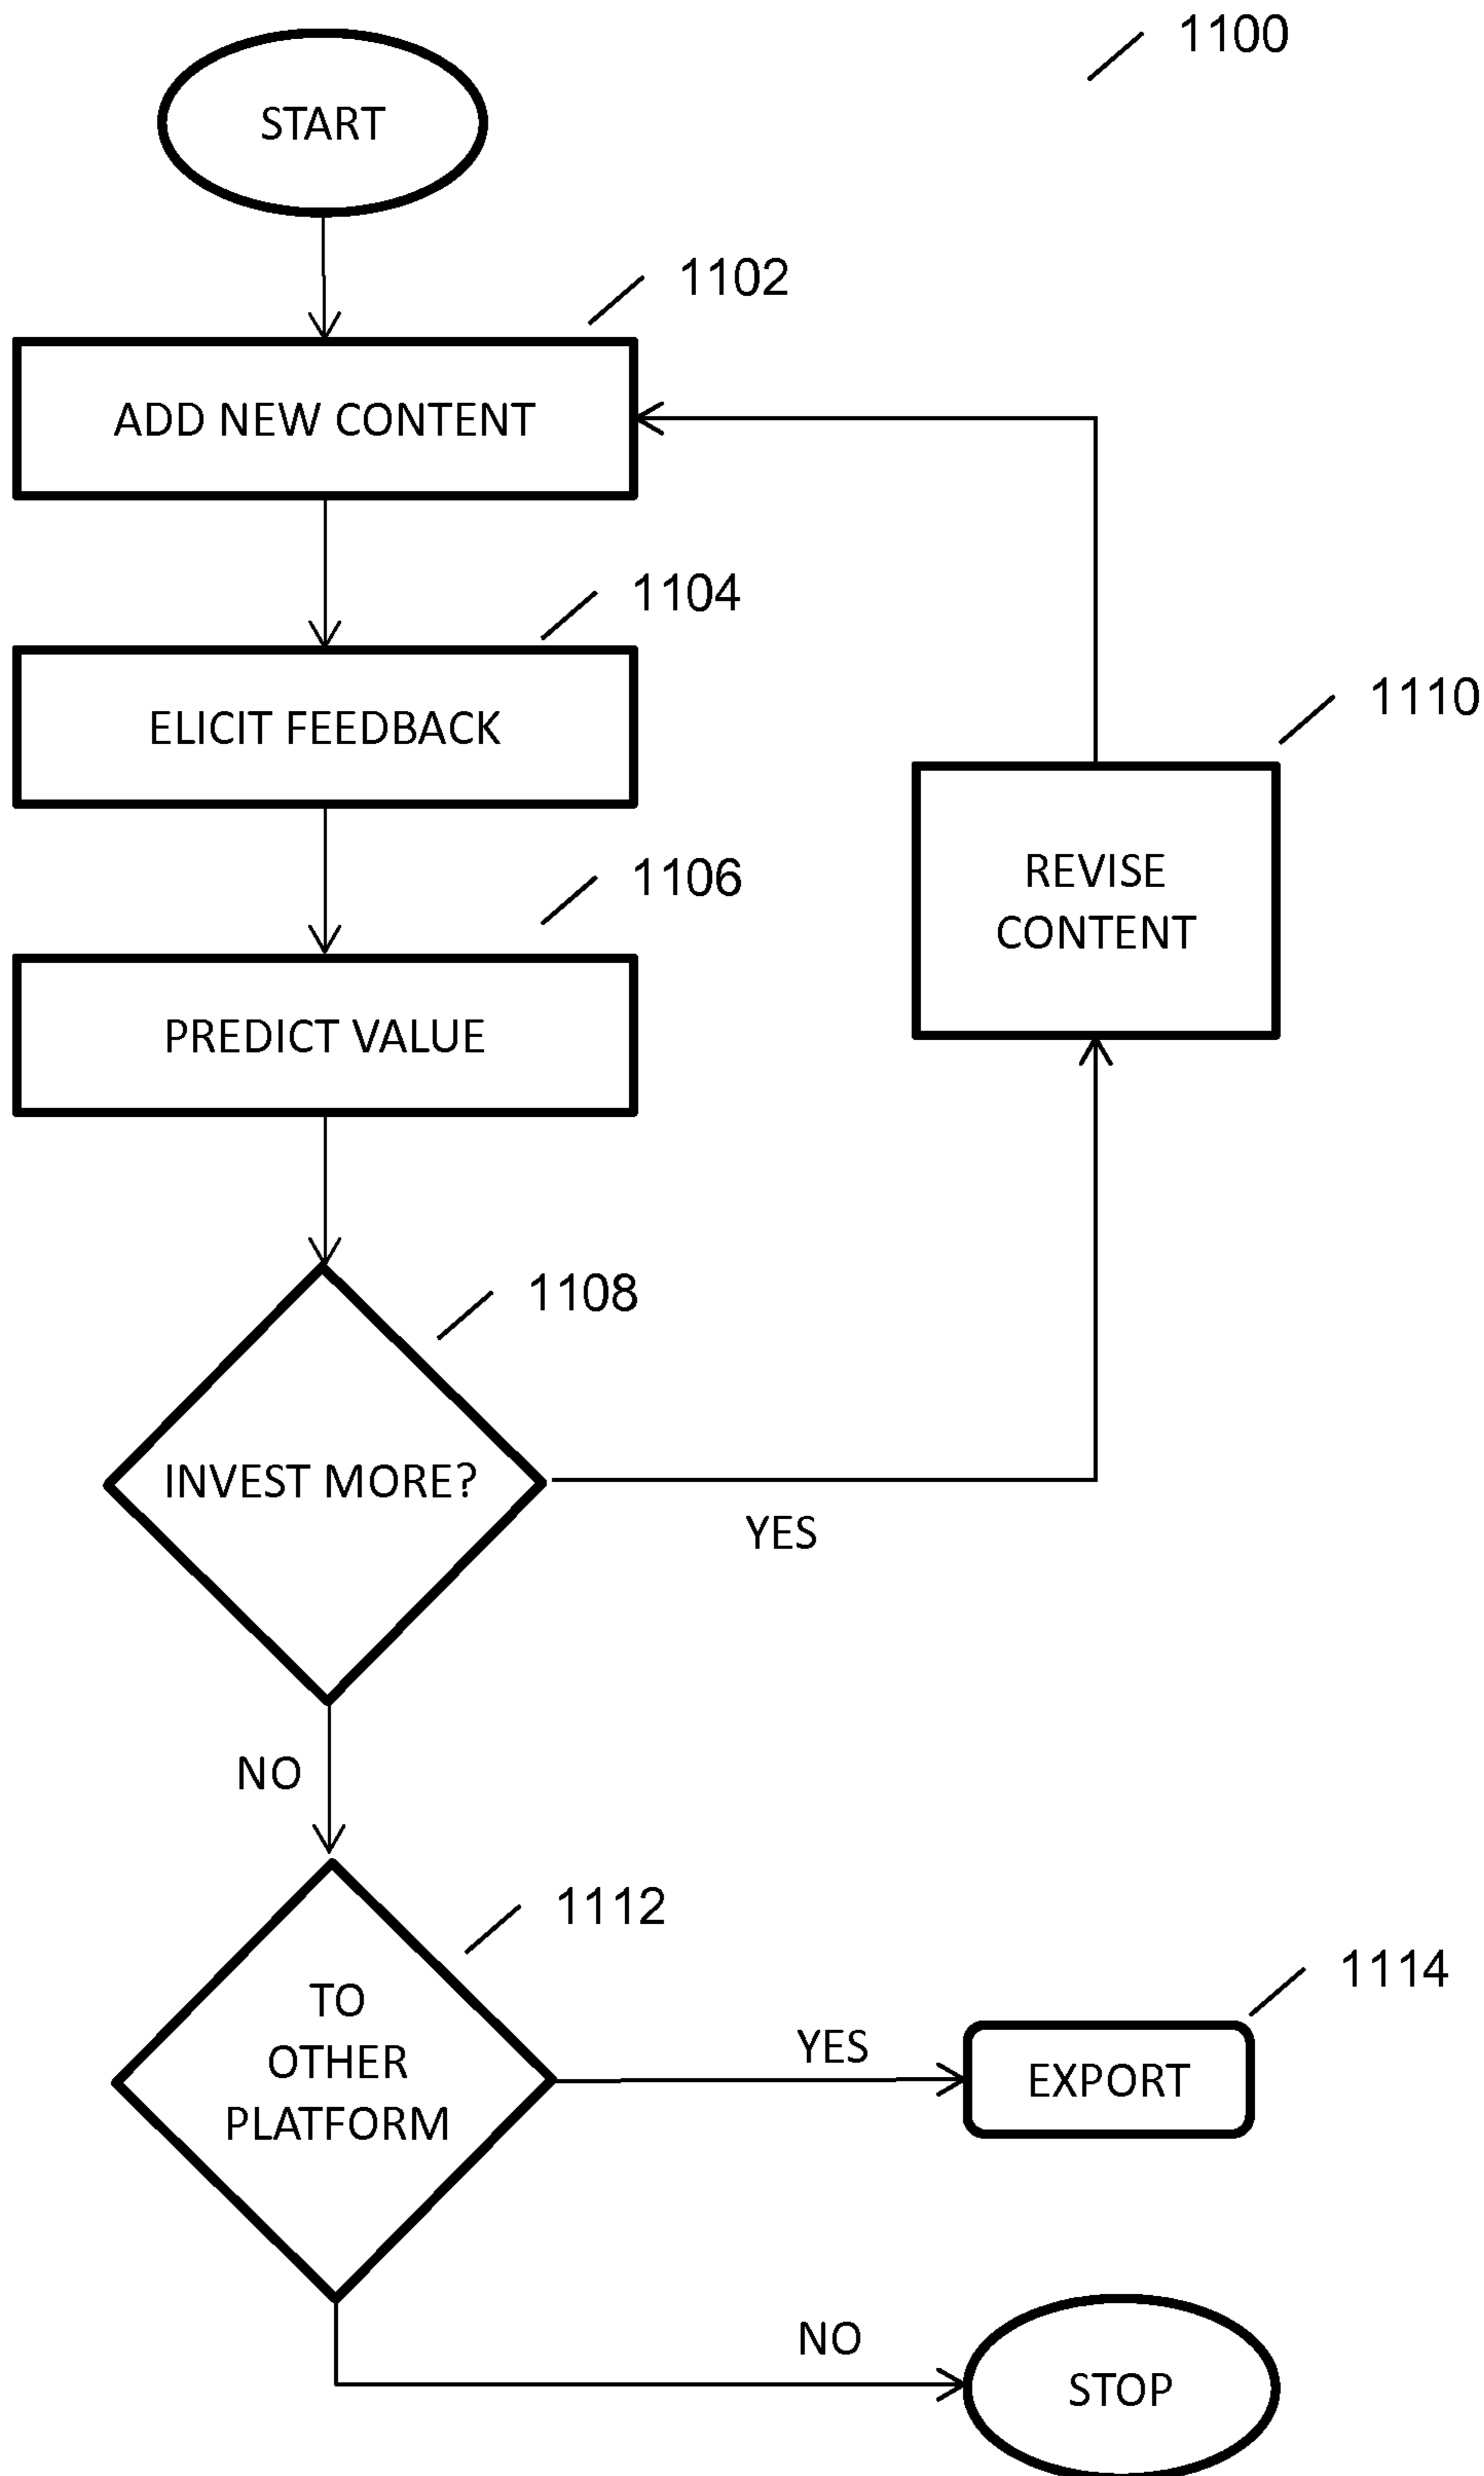 1100
START
1102
ADD NEW CONTENT
1104
ELICIT FEEDBACK
1110
REVISE
CONTENT
1106
PREDICT VALUE
1108
INVEST MORE?
YES
NO
1112
TO
OTHER
PLATFORM
1114
YES
EXPORT
NO
STOP